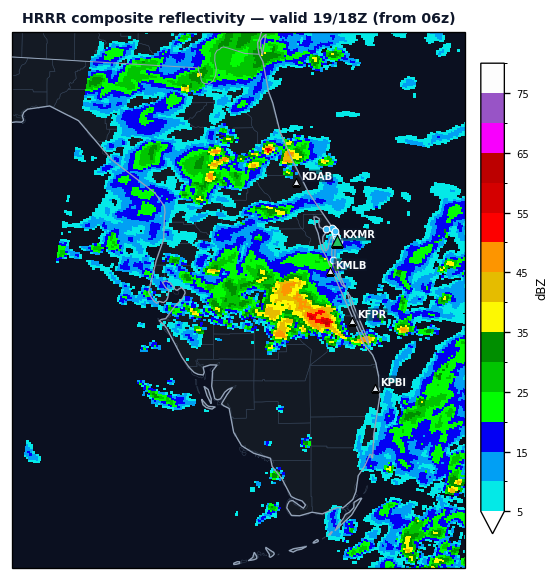 HRRR composite reflectivity — valid 19/18Z (from 06z)
KDAB
KXMR
KMLB
KFPR
KPBI
75
65
55
45
35
25
15
5
dBZ